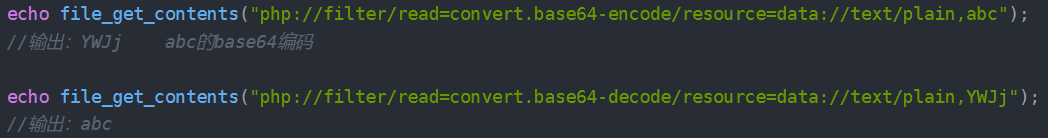 echo file_get_contents("php://filter/read=convert.base64-encode/resource=data://text/plain,abc");
//输出：YWJj    abc的base64编码
echo file_get_contents("php://filter/read=convert.base64-decode/resource=data://text/plain,YWJj");
//输出：abc